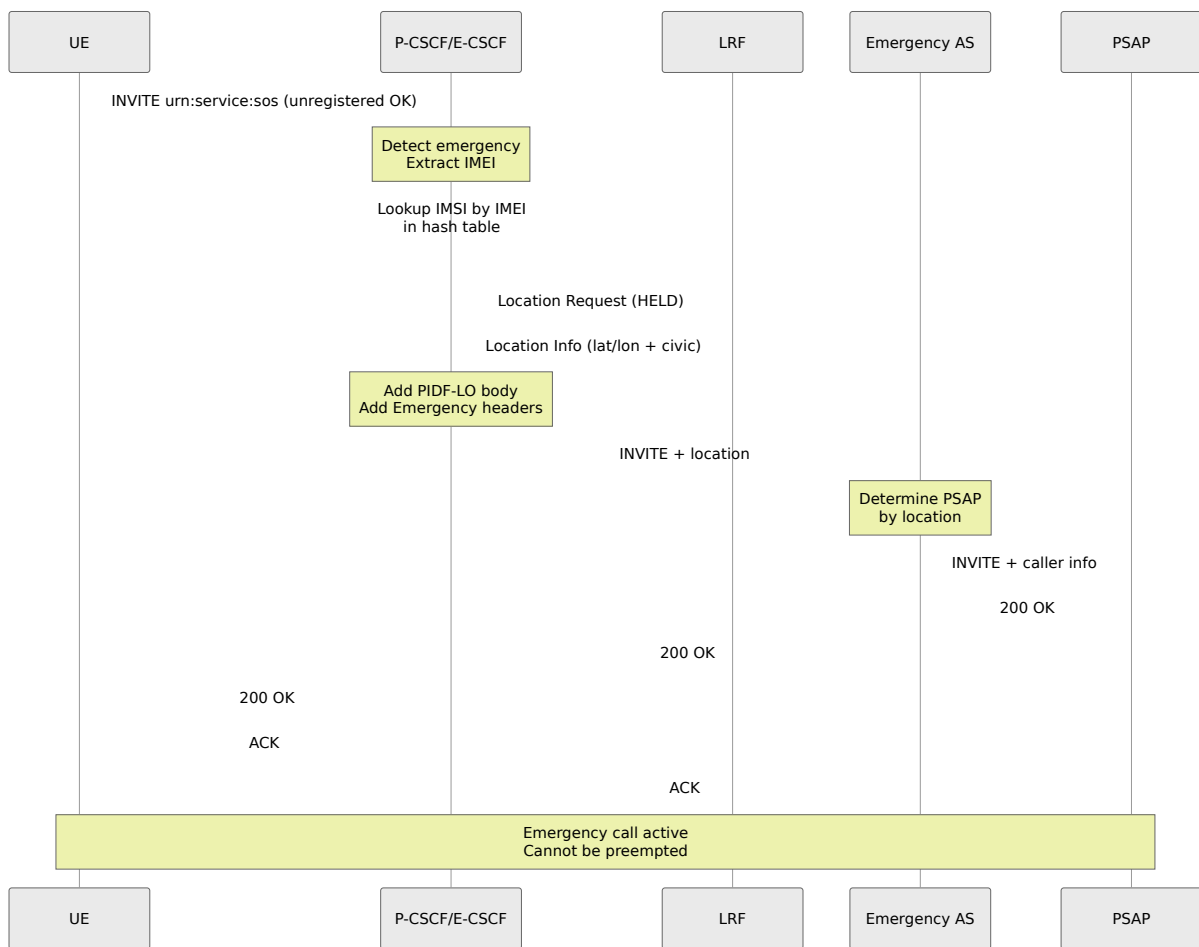 UE
P-CSCF/E-CSCF
LRF
Emergency AS
PSAP
INVITE urn:service:sos (unregistered OK)
Detect emergency
Extract IMEI
Lookup IMSI by IMEI
in hash table
Location Request (HELD)
Location Info (lat/lon + civic)
Add PIDF-LO body
Add Emergency headers
INVITE + location
Determine PSAP
by location
INVITE + caller info
200 OK
200 OK
200 OK
ACK
ACK
Emergency call active
Cannot be preempted
UE
P-CSCF/E-CSCF
LRF
Emergency AS
PSAP